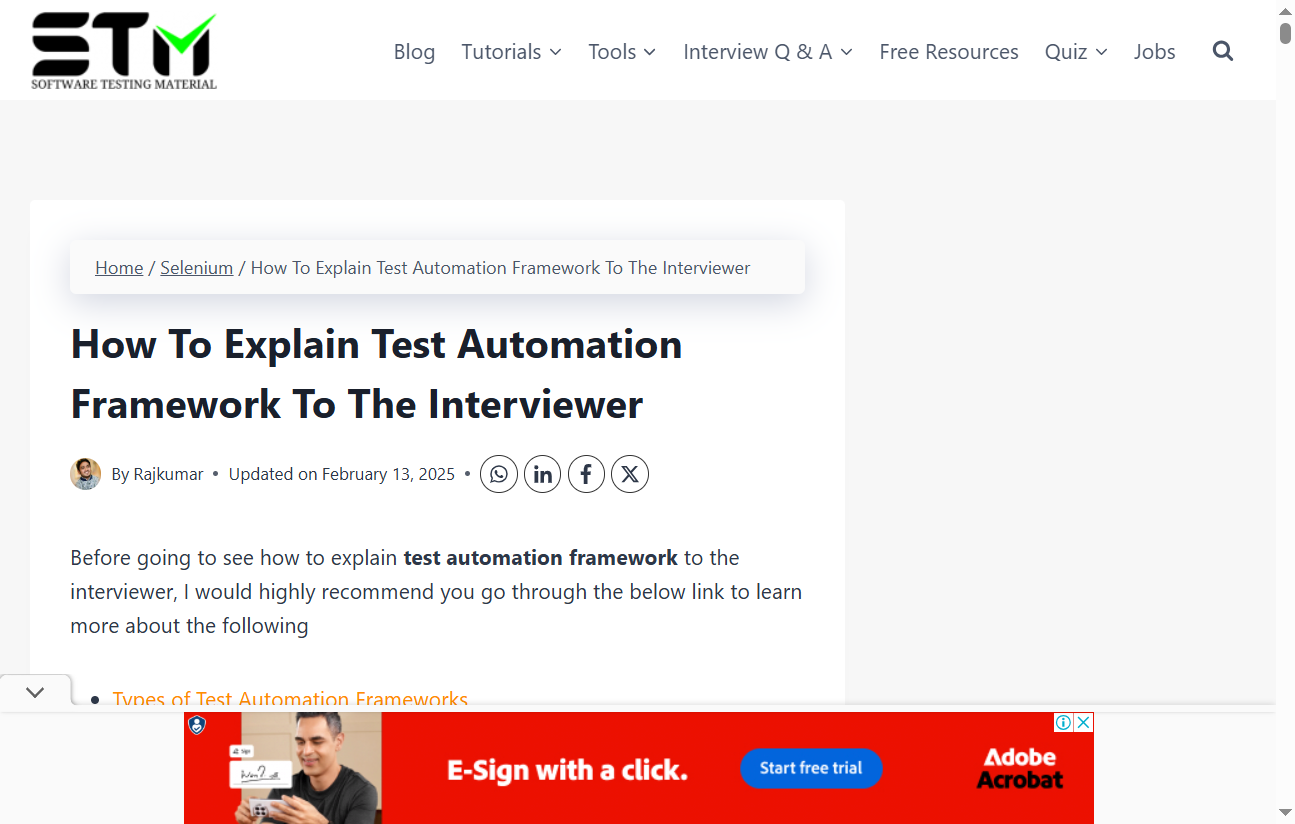 STM
SOFTWARE TESTING MATERIAL
Blog Tutorials Tools Interview Q & A Free Resources Quiz Jobs
Home / Selenium / How To Explain Test Automation Framework To The Interviewer
How To Explain Test Automation
Framework To The Interviewer
By Rajkumar • Updated on February 13, 2025 •
Before going to see how to explain test automation framework to the
interviewer, I would highly recommend you go through the below link to learn
more about the following
• Types of Test Automation Frameworks
Sign
E-Sign with a click.
Start free trial
Adobe
Acrobat